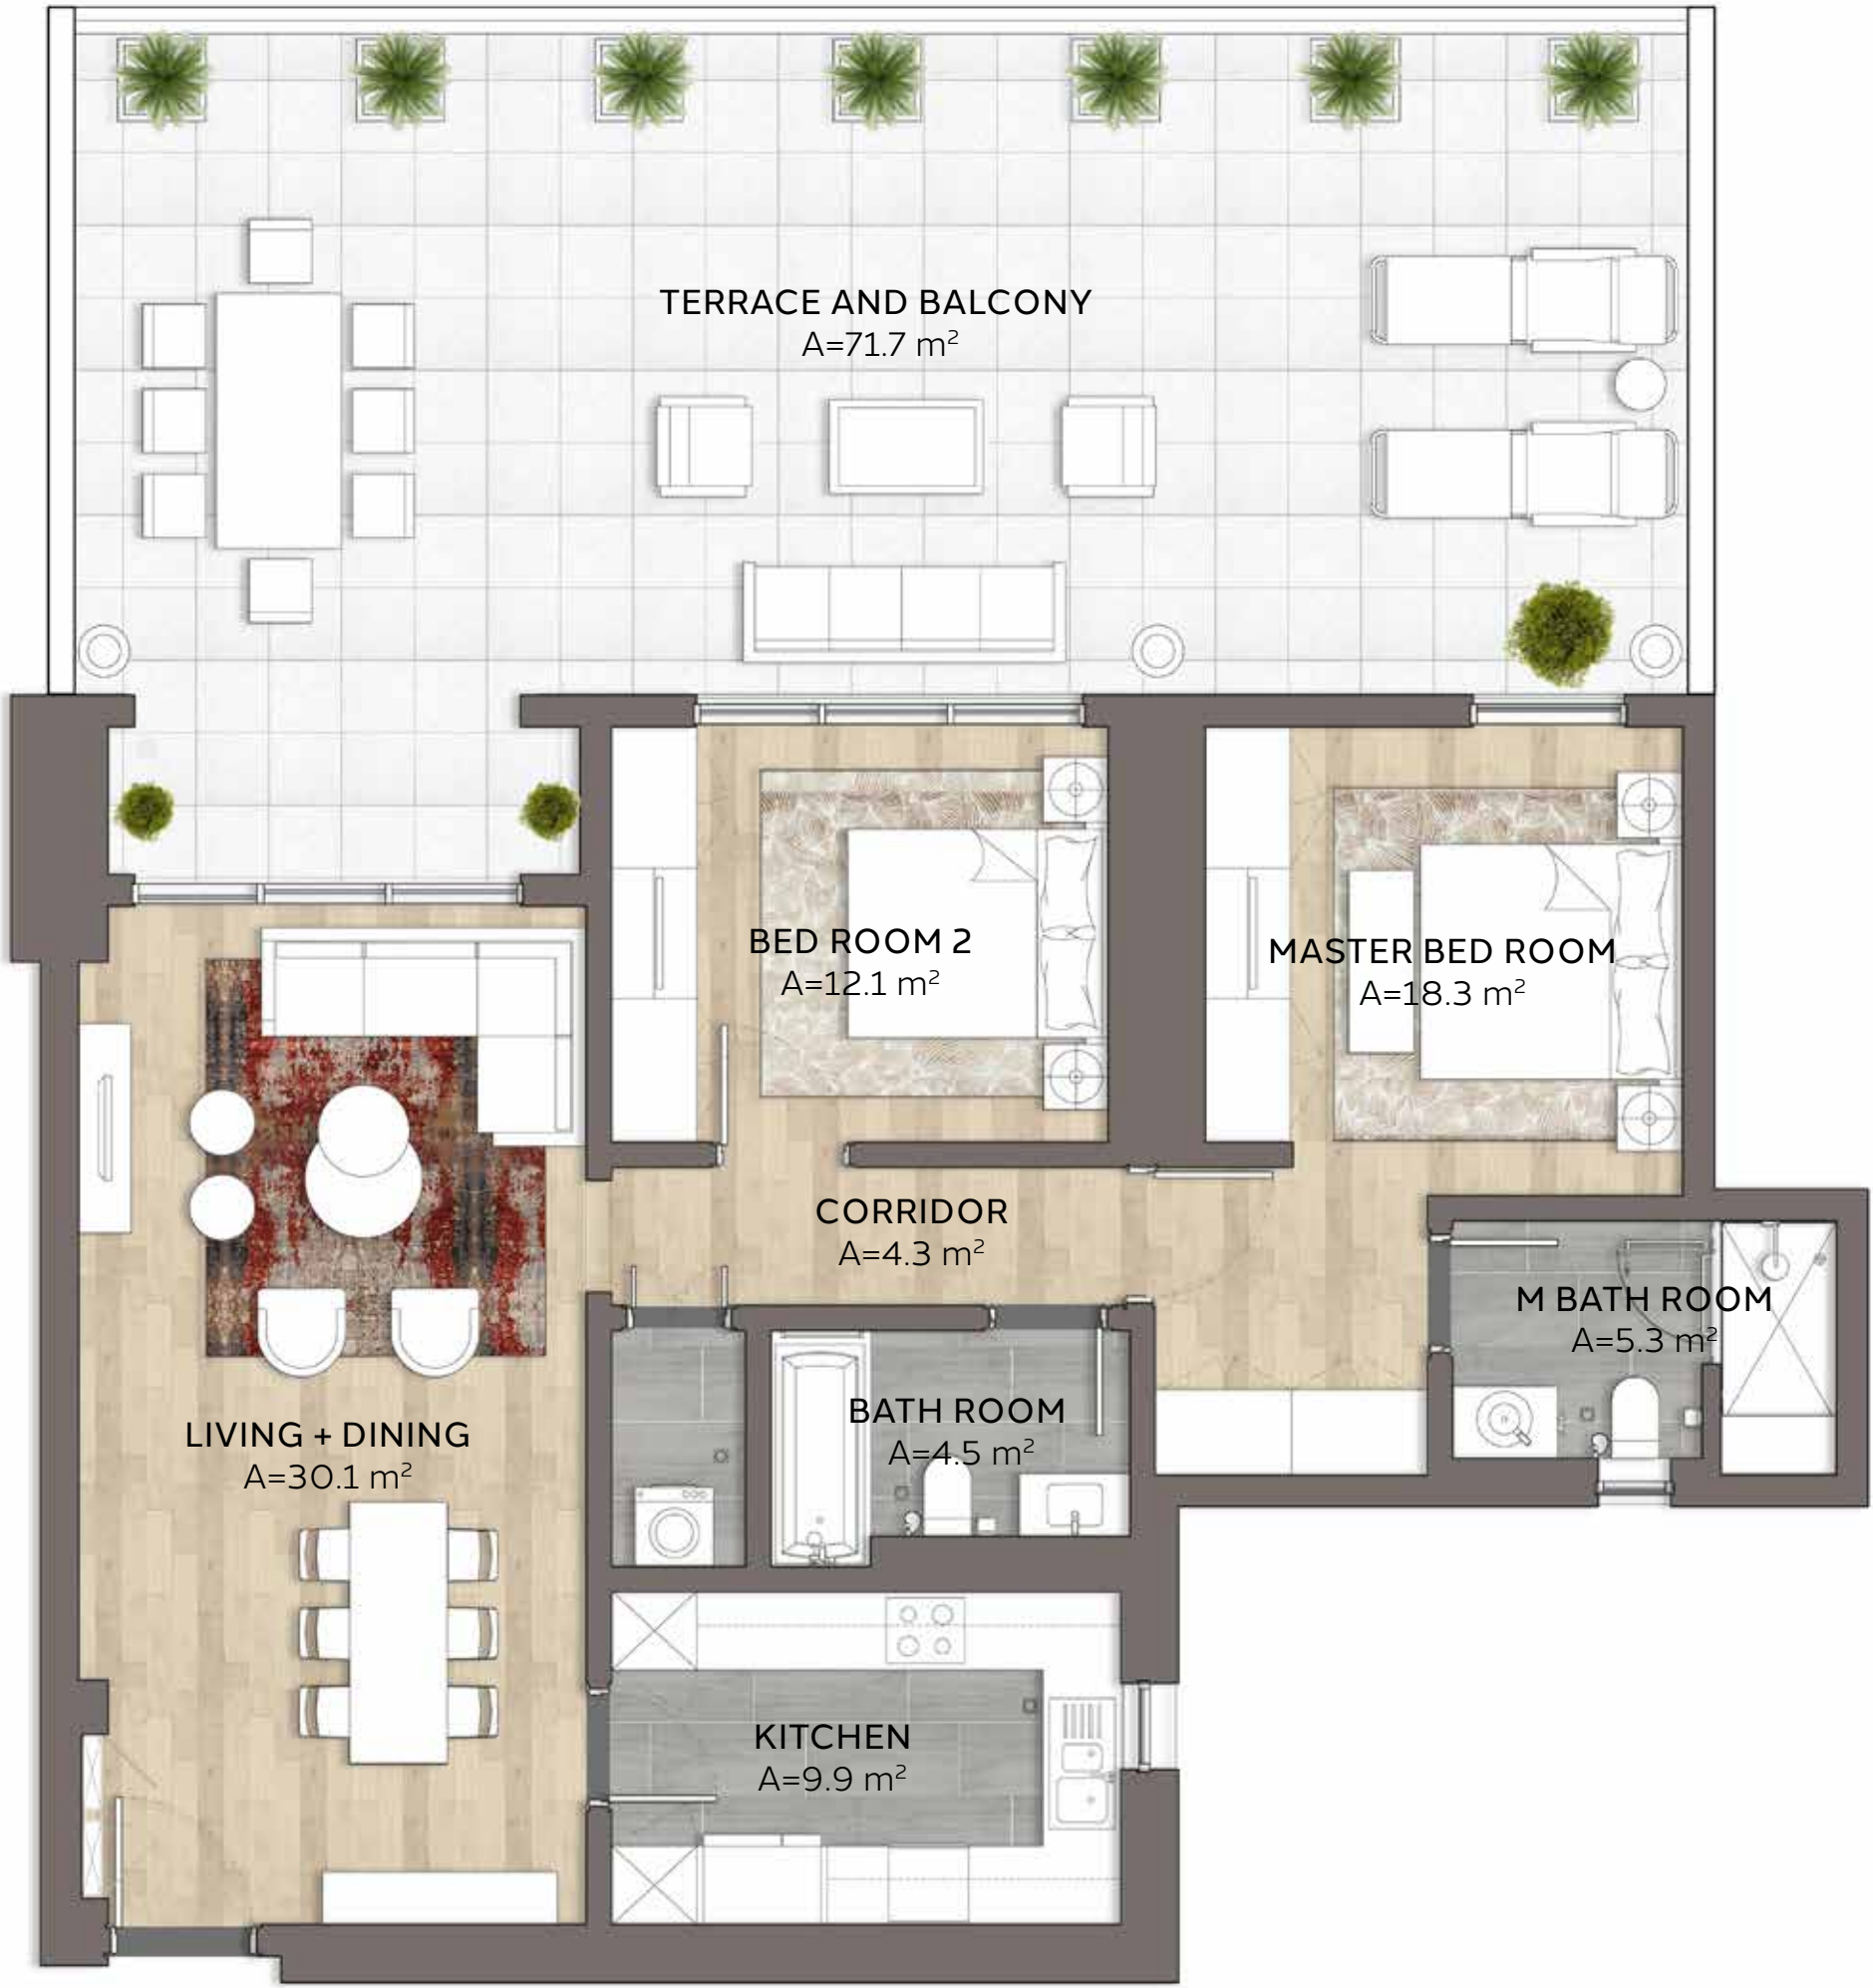 TERRACE AND BALCONY
A=71.7 m²
BED ROOM 2
A=12.1 m²
MASTER BED ROOM
A=18.3 m²
CORRIDOR
A=4.3 m²
M BATH ROOM
A=5.3 m²
BATH ROOM
A=4.5 m²
LIVING + DINING
A=30.1 m²
KITCHEN
A=9.9 m²